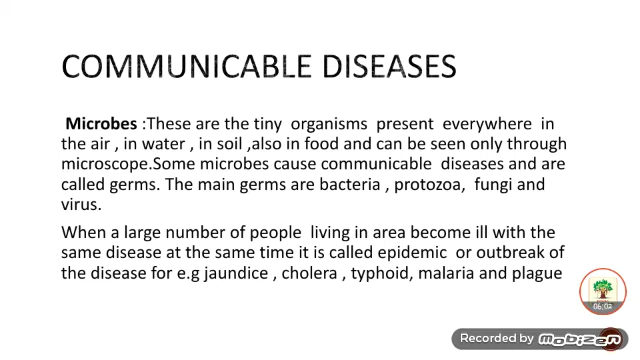 COMMUNICABLE DISEASES
Microbes :These are the tiny organisms present everywhere in
the air , in water , in soil ,also in food and can be seen only through
microscope.Some microbes cause communicable diseases and are
called germs. The main germs are bacteria , protozoa, fungi and
virus.
When a large number of people living in area become ill with the
same disease at the same time it is called epidemic or outbreak of
the disease for e.g jaundice , cholera , typhoid, malaria and plague
06:02
Recorded by mobizen